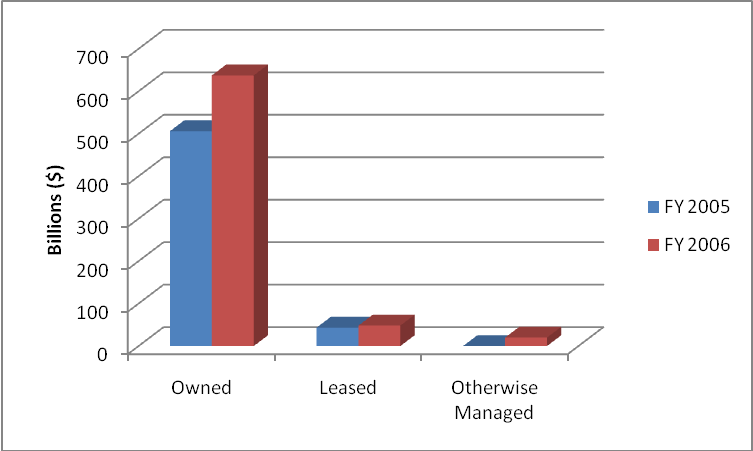 700
600
500
400
300
200
100
0
Billions ($)
Owned
Leased
Otherwise
Managed
FY 2005
FY 2006